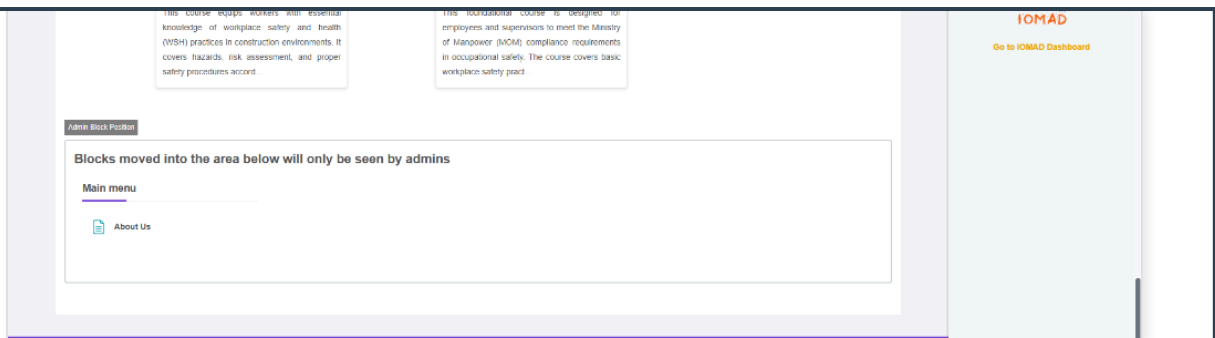 This course equips workers with essential
knowledge of workplace safety and health
(WSH) practices in construction environments. It
covers hazards, risk assessment, and proper
safety procedures accord...
This foundational course is designed for
employees and supervisors to meet the Ministry
of Manpower (MOM) compliance requirements
in occupational safety. The course covers basic
workplace safety pract...
IOMAD
Go to IOMAD Dashboard
Admin Block Position
Blocks moved into the area below will only be seen by admins
Main menu
About Us